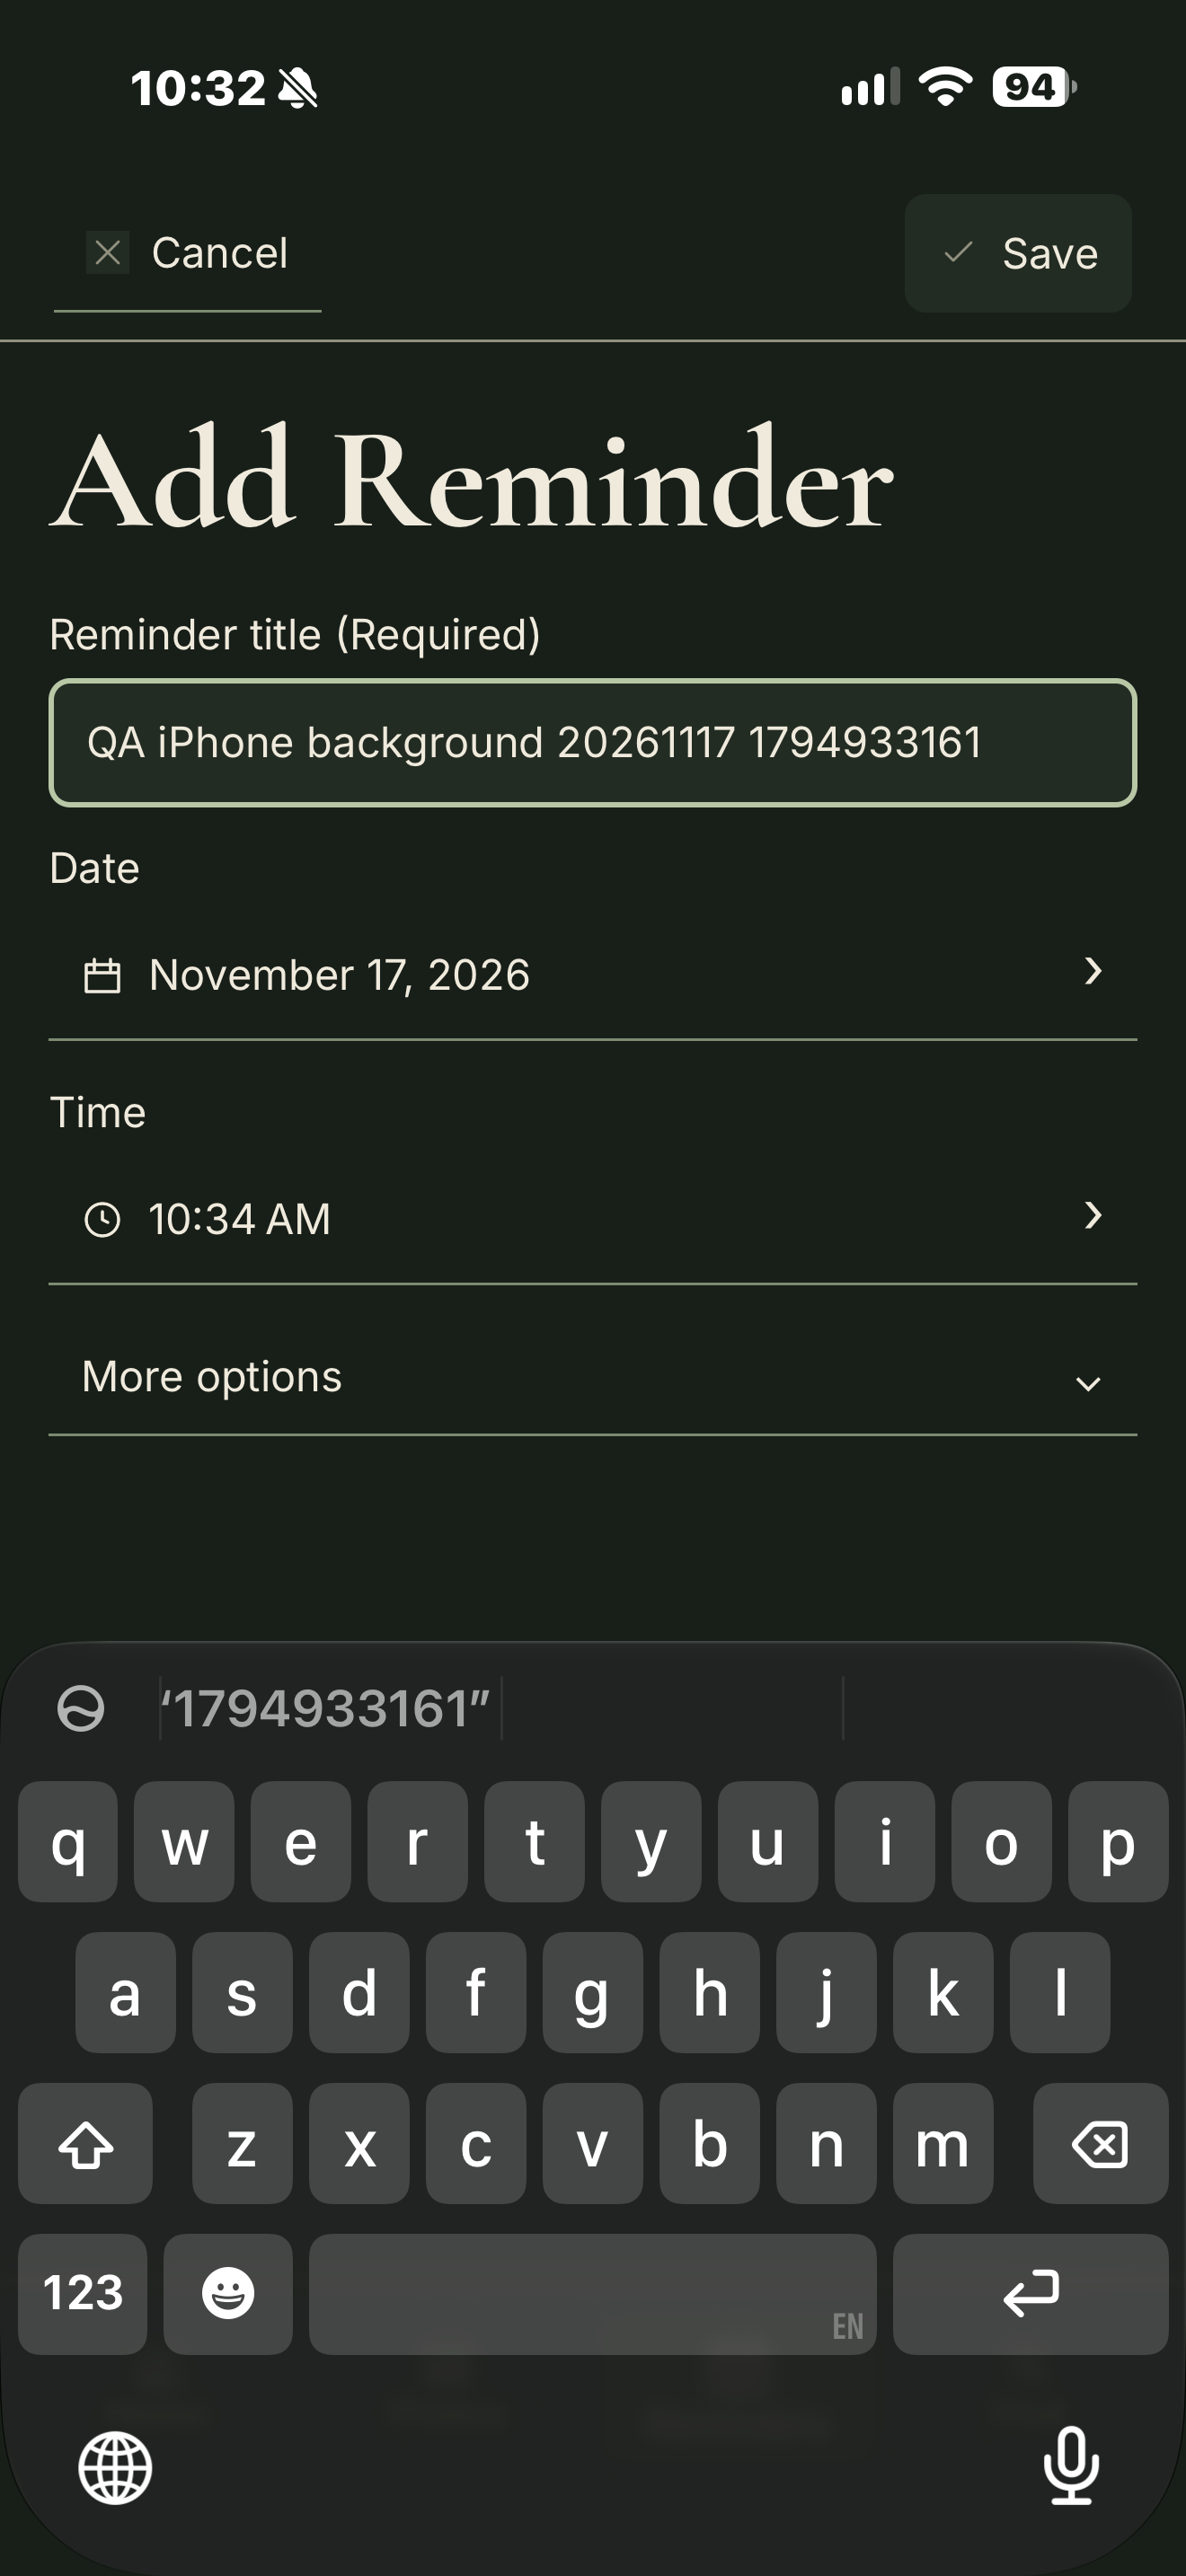 10:32
94
Cancel
Save
Add Reminder
Reminder title (Required)
QA iPhone background 20261117 1794933161
Date
November 17, 2026
Time
10:34 AM
More options
‘1794933161”
q w e r t y u i o p
a s d f g h j k l
z x c v b n m
123
EN